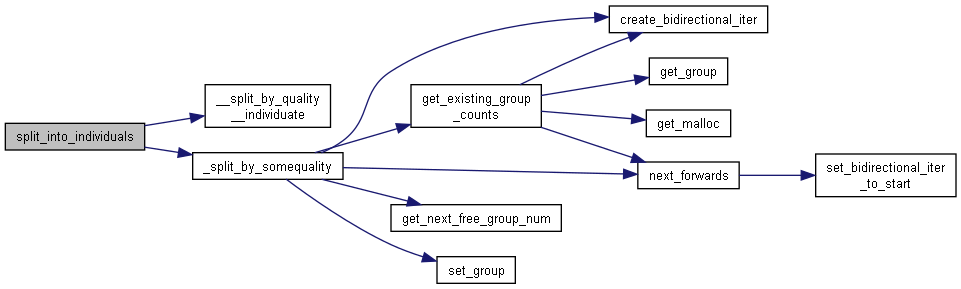 split_into_individuals
__split_by_quality
__individuate
_split_by_somequality
get_existing_group
_counts
get_next_free_group_num
set_group
create_bidirectional_iter
get_group
get_malloc
next_forwards
set_bidirectional_iter
_to_start